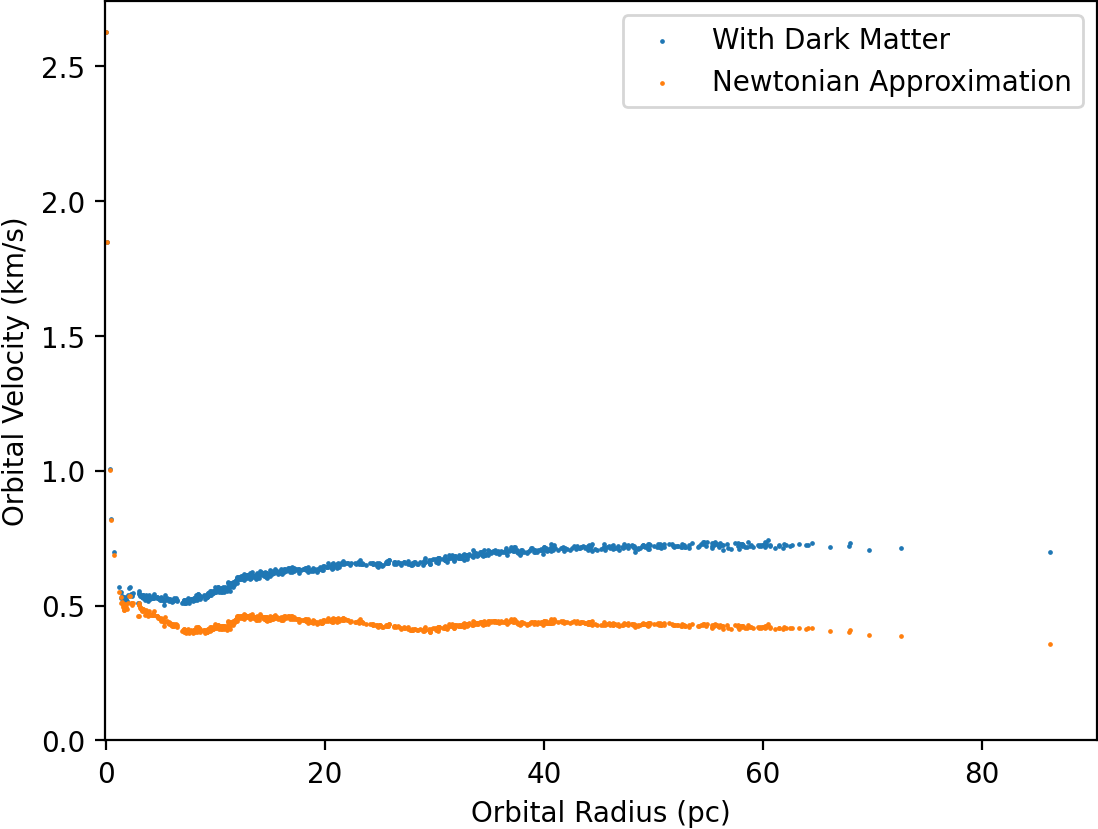 With Dark Matter
Newtonian Approximation
Orbital Velocity (km/s)
2.5
2.0
1.5
1.0
0.5
0.0
0 20 40 60 80
Orbital Radius (pc)